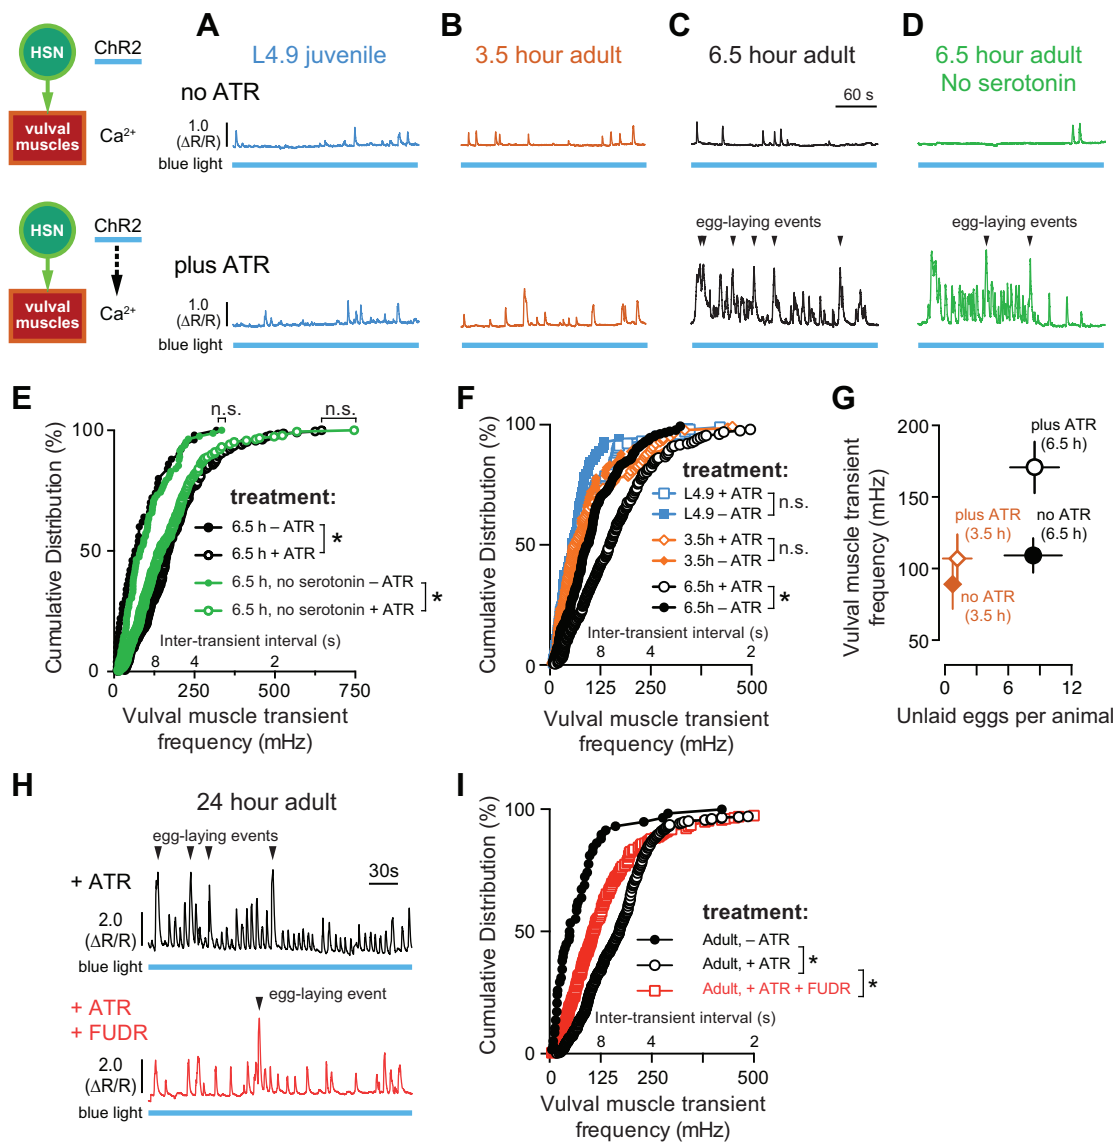 A
B
C
D
HSN
ChR2
vulval
muscles
Ca2+
L4.9 juvenile
3.5 hour adult
6.5 hour adult
6.5 hour adult
No serotonin
no ATR
60 s
1.0
(ΔR/R)
blue light
HSN
ChR2
vulval
muscles
Ca2+
plus ATR
egg-laying events
egg-laying events
1.0
(ΔR/R)
blue light
E
Cumulative Distribution (%)
100
50
0
n.s.
n.s.
treatment:
6.5 h – ATR
6.5 h + ATR
*
6.5 h, no serotonin – ATR
6.5 h, no serotonin + ATR
*
Inter-transient interval (s)
8 4 2
0 250 500 750
Vulval muscle transient
frequency (mHz)
F
Cumulative Distribution (%)
100
50
0
treatment:
L4.9 + ATR
L4.9 – ATR
n.s.
3.5h + ATR
3.5h – ATR
n.s.
6.5h + ATR
6.5h – ATR
*
Inter-transient interval (s)
8 4 2
0 125 250 500
Vulval muscle transient
frequency (mHz)
G
Vulval muscle transient
frequency (mHz)
200
150
100
50
plus ATR
(6.5 h)
plus ATR
(3.5 h)
no ATR
(6.5 h)
no ATR
(3.5 h)
0 6 12
Unlaid eggs per animal
H
24 hour adult
egg-laying events
+ ATR
30s
2.0
(ΔR/R)
blue light
+ ATR
+ FUDR
egg-laying event
2.0
(ΔR/R)
blue light
I
Cumulative Distribution (%)
100
50
0
treatment:
Adult, – ATR
Adult, + ATR
*
Adult, + ATR + FUDR
*
Inter-transient interval (s)
8 4 2
0 125 250 500
Vulval muscle transient
frequency (mHz)